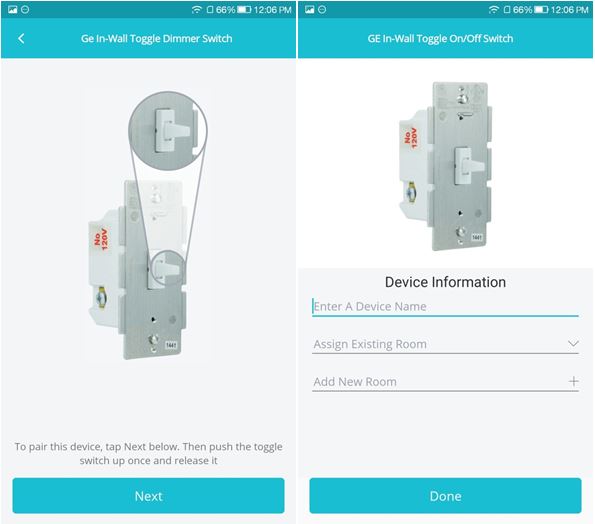 66% 12:06 PM
Ge In-Wall Toggle Dimmer Switch
No
120V
1441
To pair this device, tap Next below. Then push the toggle
switch up once and release it
Next
66% 12:06 PM
GE In-Wall Toggle On/Off Switch
No
120V
1441
Device Information
Enter A Device Name
Assign Existing Room
Add New Room
Done